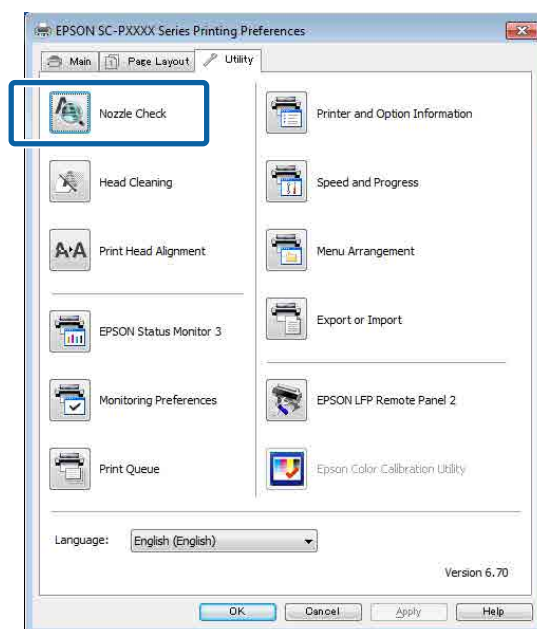 EPSON SC-PXXXX Series Printing Preferences
Main Page Layout Utility
Nozzle Check
Printer and Option Information
Head Cleaning
Speed and Progress
Print Head Alignment
Menu Arrangement
EPSON Status Monitor 3
Export or Import
Monitoring Preferences
EPSON LFP Remote Panel 2
Print Queue
Epson Color Calibration Utility
Language: English (English)
Version 6.70
OK Cancel Apply Help